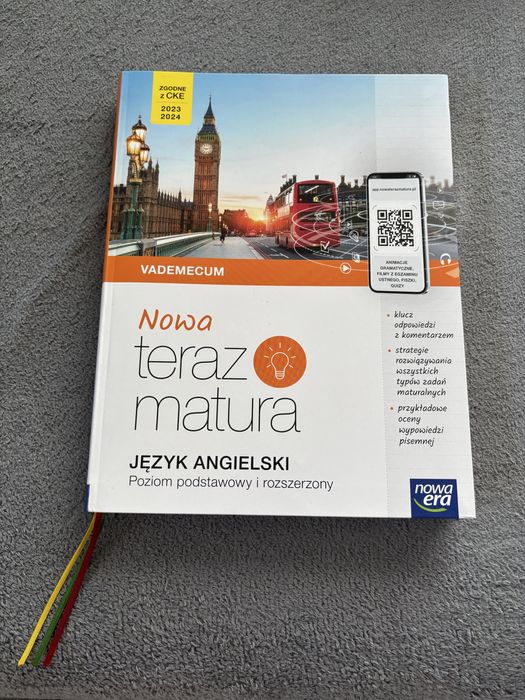 ZGODNE
z CKE
2023
2024
app.nowaterazmatura.pl
ANIMACJE
GRAMATYCZNE,
FILMY Z EGZAMINU
USTNEGO, FISZKI,
QUIZY
VADEMECUM
Nowa
teraz
matura
JĘZYK ANGIELSKI
Poziom podstawowy i rozszerzony
• klucz
odpowiedzi
z komentarzem
• strategie
rozwiązywania
wszystkich
typów zadań
maturalnych
• przykładowe
oceny
wypowiedzi
pisemnej
nowa
era